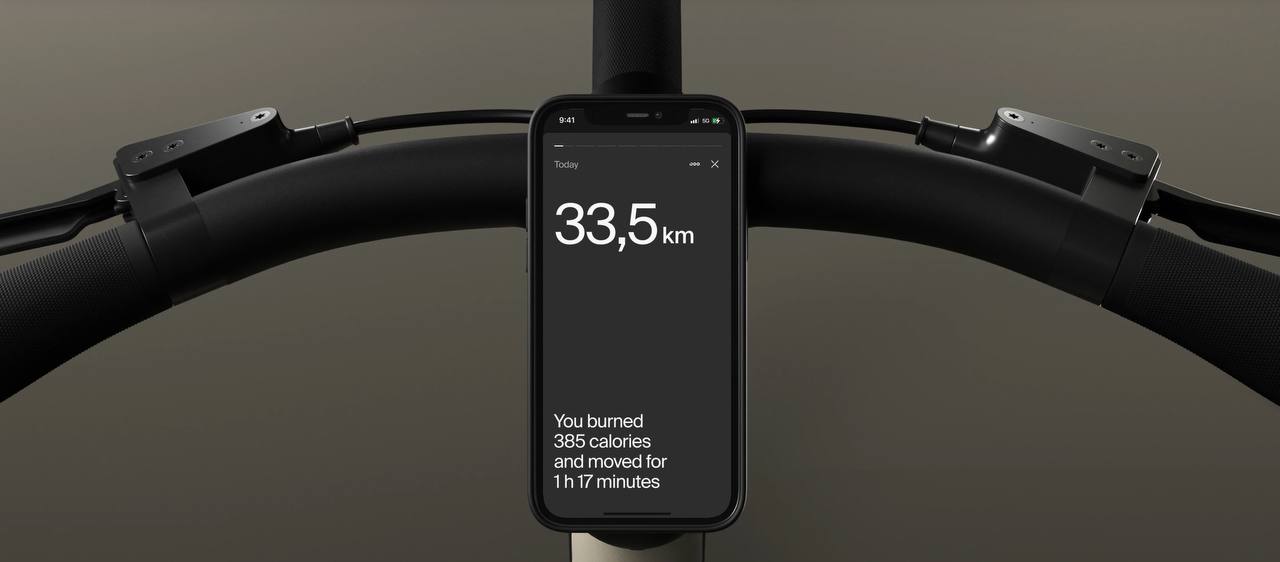 9:41
5G
Today
33,5 km
You burned
385 calories
and moved for
1 h 17 minutes